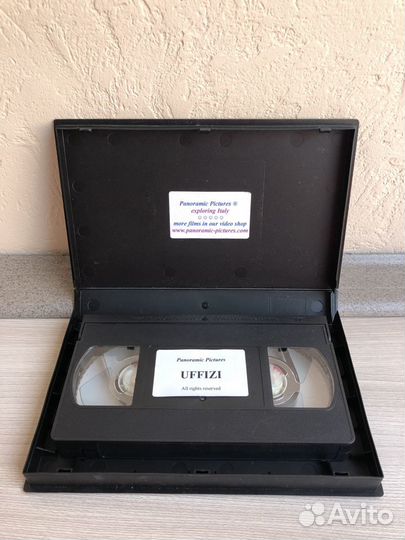 Panoramic Pictures ®
exploring Italy
☺☺☺☺☺
more films in our video shop
www.panoramic-pictures.com
Panoramic Pictures
UFFIZI
All rights reserved
Avito